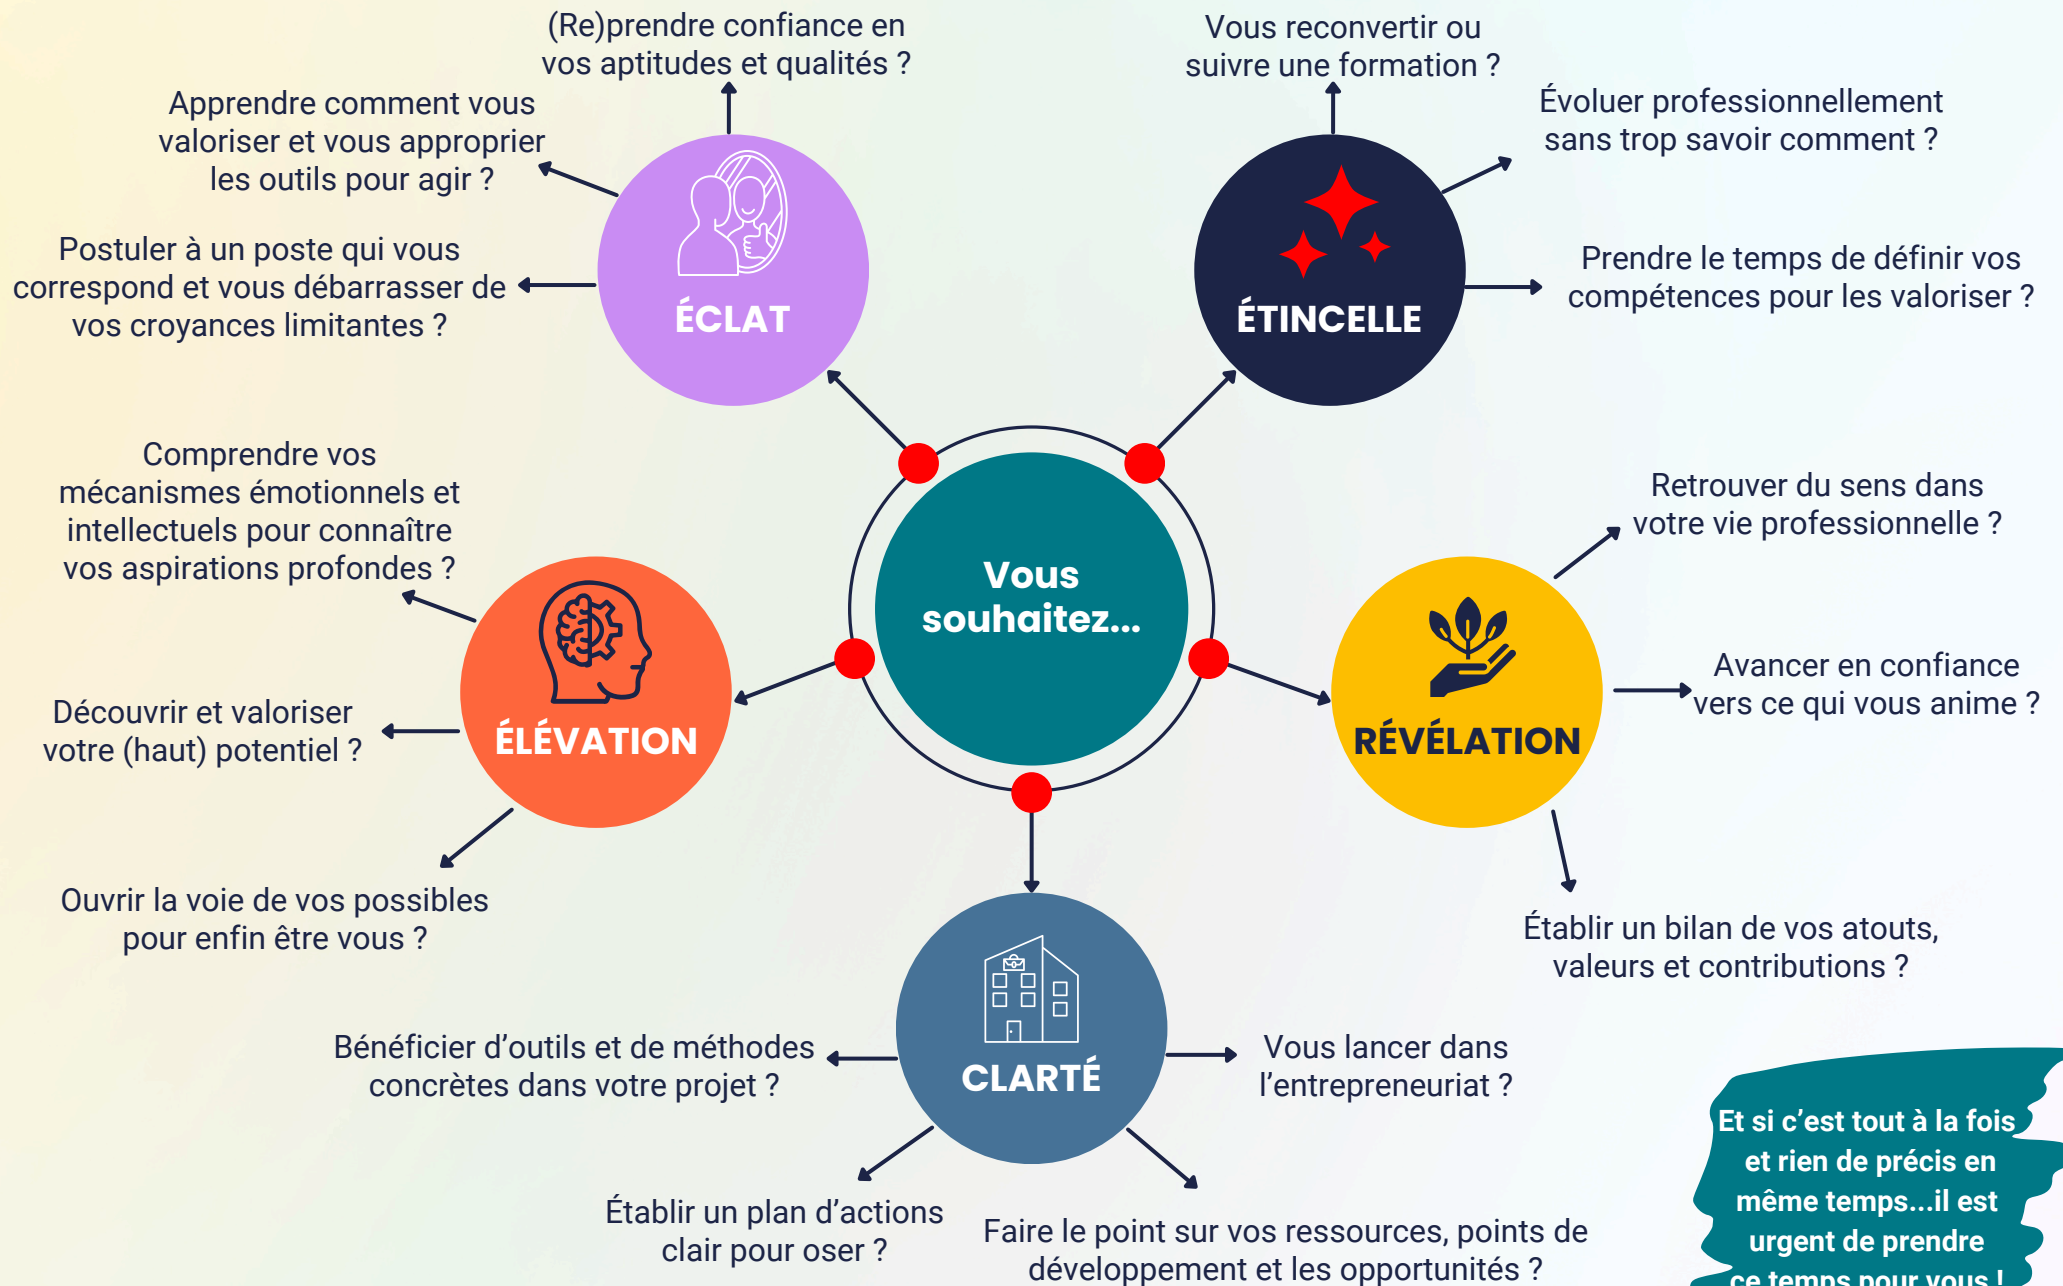 (Re)prendre confiance en
vos aptitudes et qualités ?
Apprendre comment vous
valoriser et vous approprier
les outils pour agir ?
Postuler à un poste qui vous
correspond et vous débarrasser de
vos croyances limitantes ?
ÉCLAT
Vous reconvertir ou
suivre une formation ?
Évoluer professionnellement
sans trop savoir comment ?
Prendre le temps de définir vos
compétences pour les valoriser ?
ÉTINCELLE
Vous
souhaitez...
Comprendre vos
mécanismes émotionnels et
intellectuels pour connaître
vos aspirations profondes ?
Découvrir et valoriser
votre (haut) potentiel ?
Ouvrir la voie de vos possibles
pour enfin être vous ?
ÉLÉVATION
Retrouver du sens dans
votre vie professionnelle ?
Avancer en confiance
vers ce qui vous anime ?
Établir un bilan de vos atouts,
valeurs et contributions ?
RÉVÉLATION
CLARTÉ
Bénéficier d’outils et de méthodes
concrètes dans votre projet ?
Établir un plan d’actions
clair pour oser ?
Vous lancer dans
l’entrepreneuriat ?
Faire le point sur vos ressources, points de
développement et les opportunités ?
Et si c’est tout à la fois
et rien de précis en
même temps...il est
urgent de prendre
ce temps pour vous !